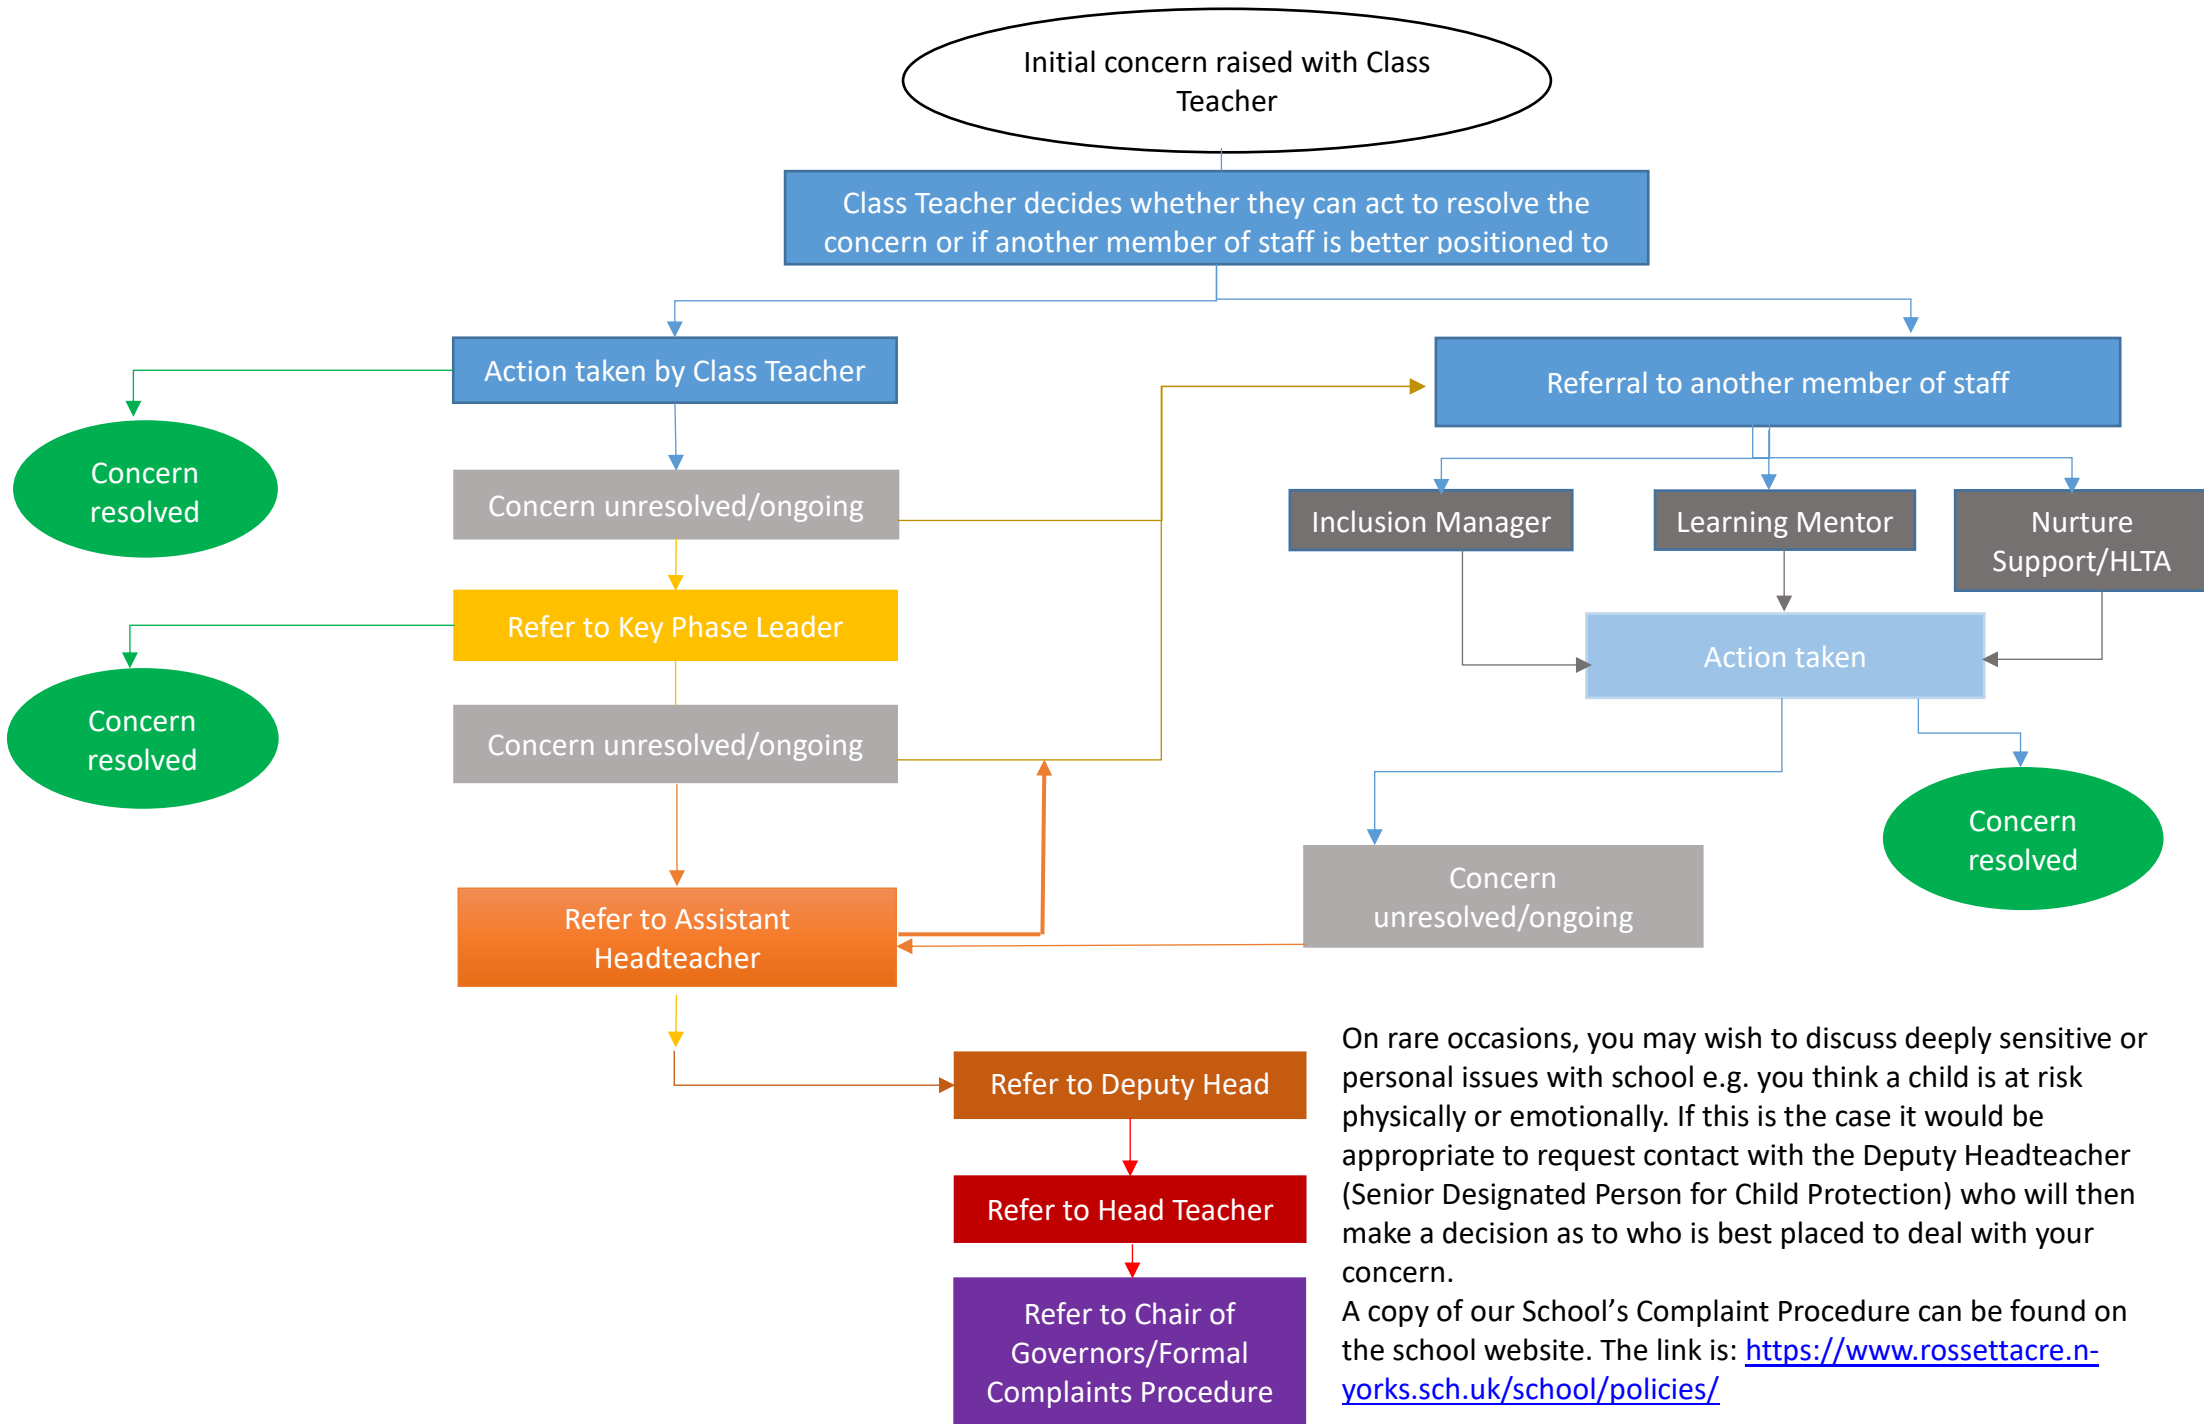 Initial concern raised with Class
Teacher
Class Teacher decides whether they can act to resolve the
concern or if another member of staff is better positioned to
Action taken by Class Teacher
Referral to another member of staff
Concern
resolved
Concern unresolved/ongoing
Inclusion Manager
Learning Mentor
Nurture
Support/HLTA
Refer to Key Phase Leader
Action taken
Concern
resolved
Concern unresolved/ongoing
Concern
resolved
Concern
unresolved/ongoing
Refer to Assistant
Headteacher
Refer to Deputy Head
Refer to Head Teacher
Refer to Chair of
Governors/Formal
Complaints Procedure
On rare occasions, you may wish to discuss deeply sensitive or
personal issues with school e.g. you think a child is at risk
physically or emotionally. If this is the case it would be
appropriate to request contact with the Deputy Headteacher
(Senior Designated Person for Child Protection) who will then
make a decision as to who is best placed to deal with your
concern.
A copy of our School’s Complaint Procedure can be found on
the school website. The link is: https://www.rossettacre.n-
yorks.sch.uk/school/policies/